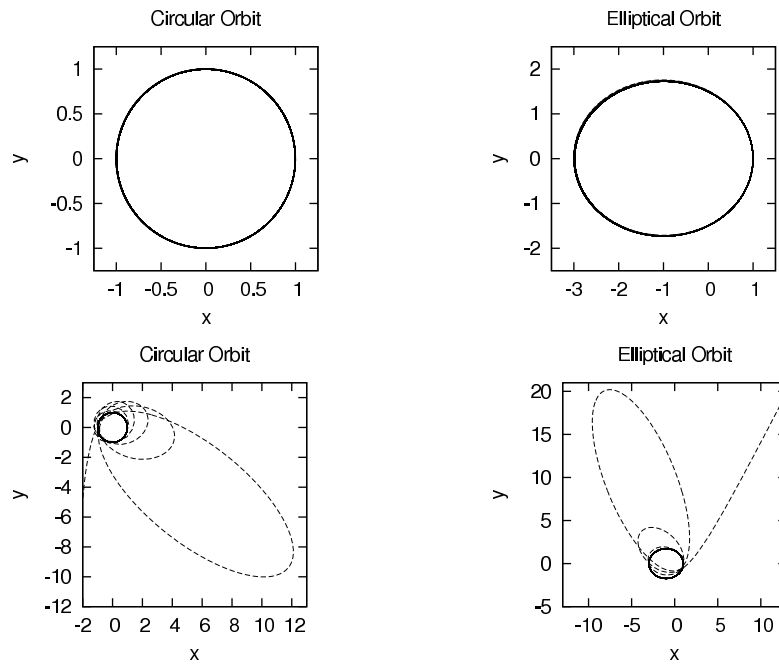 Circular Orbit
1
0.5
0
-0.5
-1
y
-1 -0.5 0 0.5 1
x
Elliptical Orbit
2
1
0
-1
-2
y
-3 -2 -1 0 1
x
Circular Orbit
2
0
-2
-4
-6
-8
-10
-12
y
-2 0 2 4 6 8 10 12
x
Elliptical Orbit
20
15
10
5
0
-5
y
-10 -5 0 5 10
x